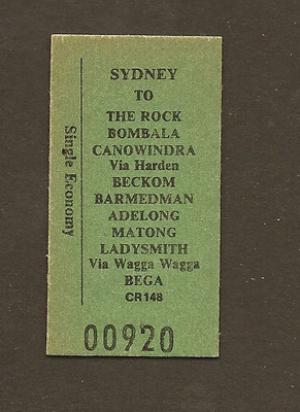 SYDNEY
TO
THE ROCK
BOMBALA
CANOWINDRA
Via Harden
BECKOM
BARMEDMAN
ADELONG
MATONG
LADYSMITH
Via Wagga Wagga
BEGA
CR148
Single Economy
00920